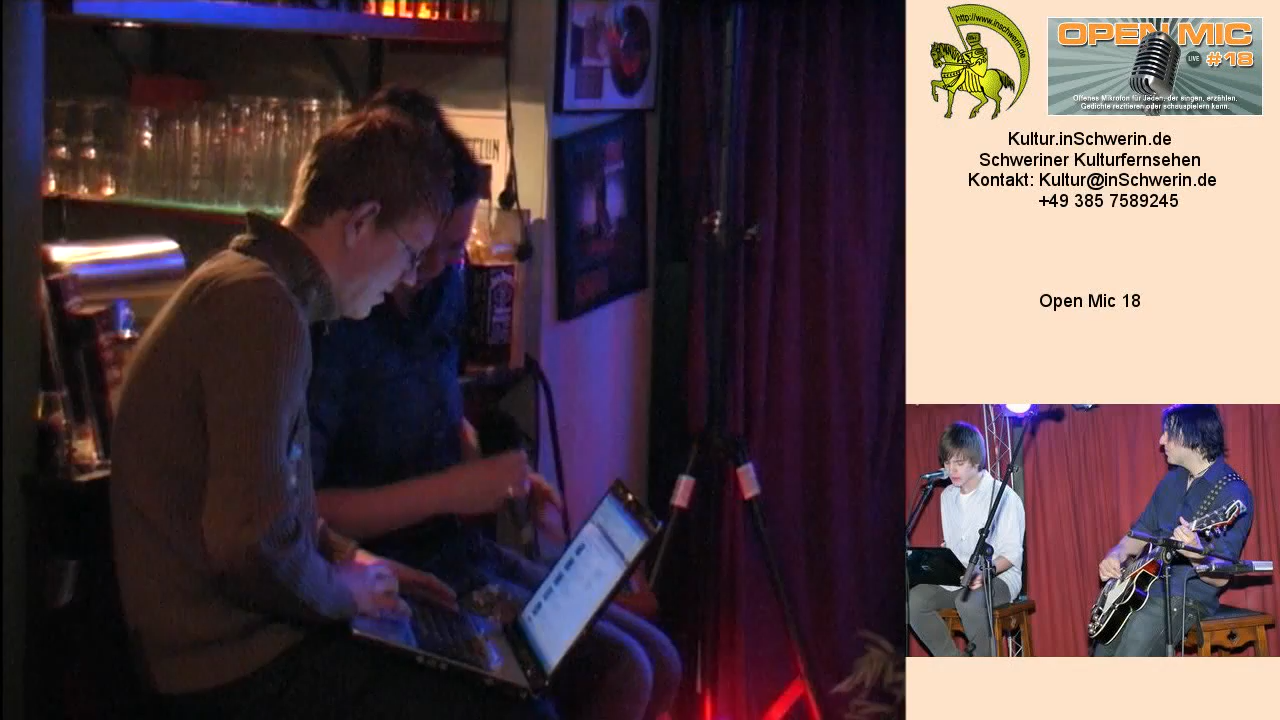 http://www.inschwerin.de
OPEN MIC
LIVE #18
Offenes Mikrofon für Jeden, der singen, erzählen,
Gedichte rezitieren oder schauspielern kann.
Kultur.inSchwerin.de
Schweriner Kulturfernsehen
Kontakt: Kultur@inSchwerin.de
+49 385 7589245
Open Mic 18